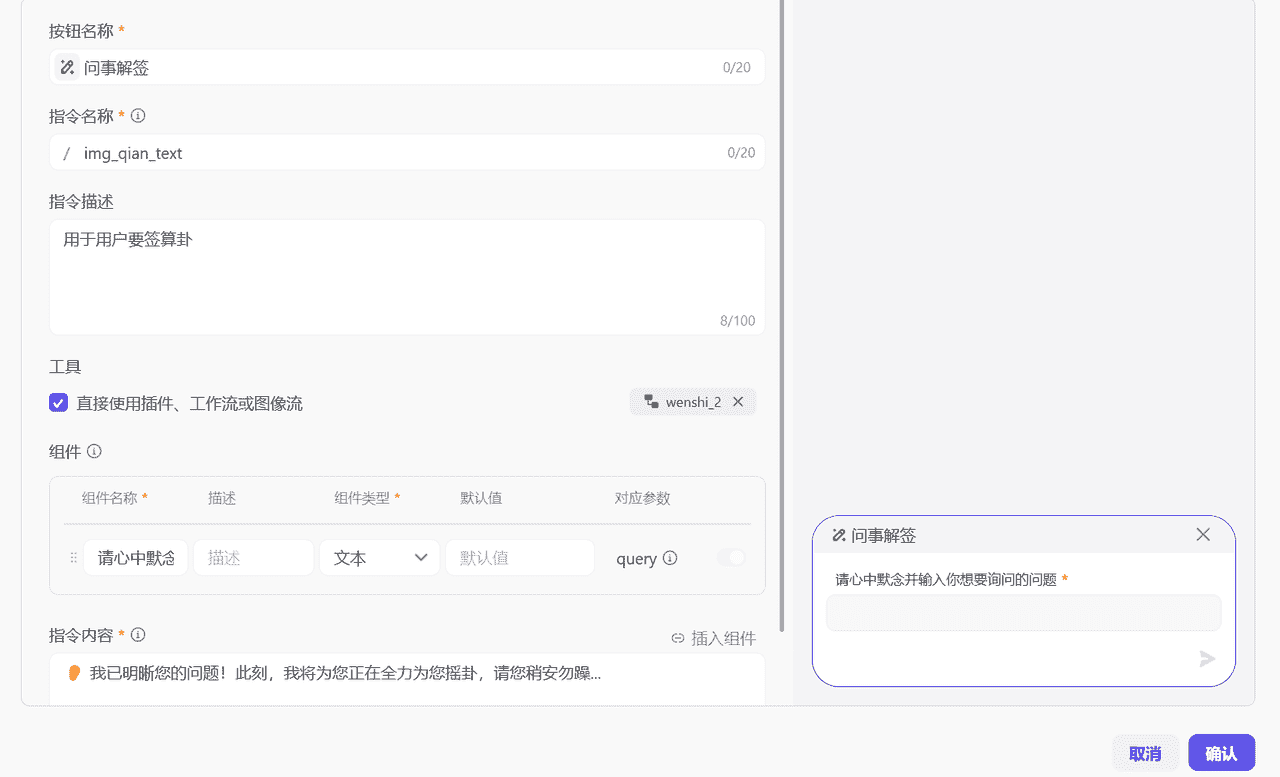 按钮名称 *
问事解签 0/20
指令名称 *
/ img_qian_text 0/20
指令描述
用于用户要签算卦
8/100
工具
直接使用插件、工作流或图像流 wenshi_2
组件
组件名称 * 描述 组件类型 * 默认值 对应参数
请心中默念 描述 文本 默认值 query
指令内容 * 插入组件
我已明晰您的问题！此刻，我将为您正在全力为您摇卦，请您稍安勿躁...
问事解签
请心中默念并输入你想要询问的问题 *
取消 确认